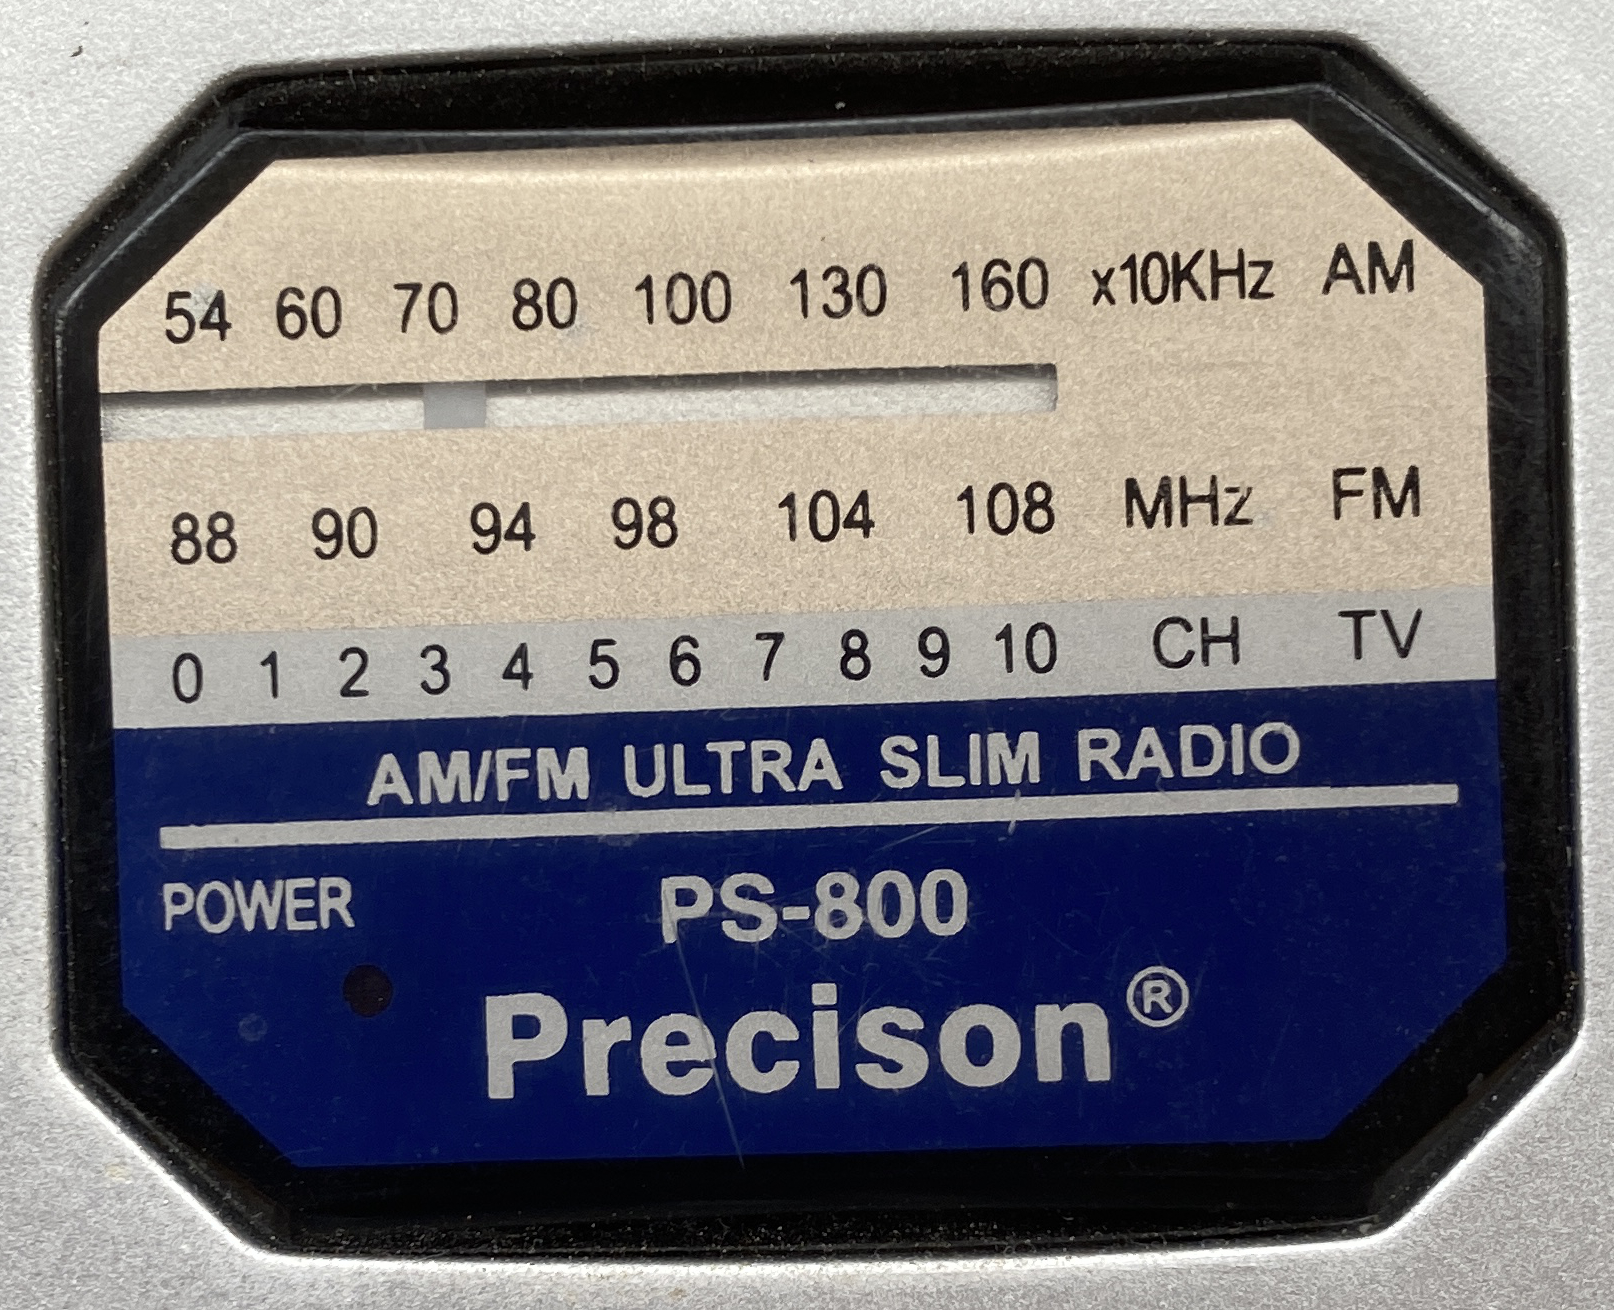 54 60 70 80 100 130 160 x10KHz AM
88 90 94 98 104 108 MHz FM
0 1 2 3 4 5 6 7 8 9 10 CH TV
AM/FM ULTRA SLIM RADIO
POWER PS-800
Precison®